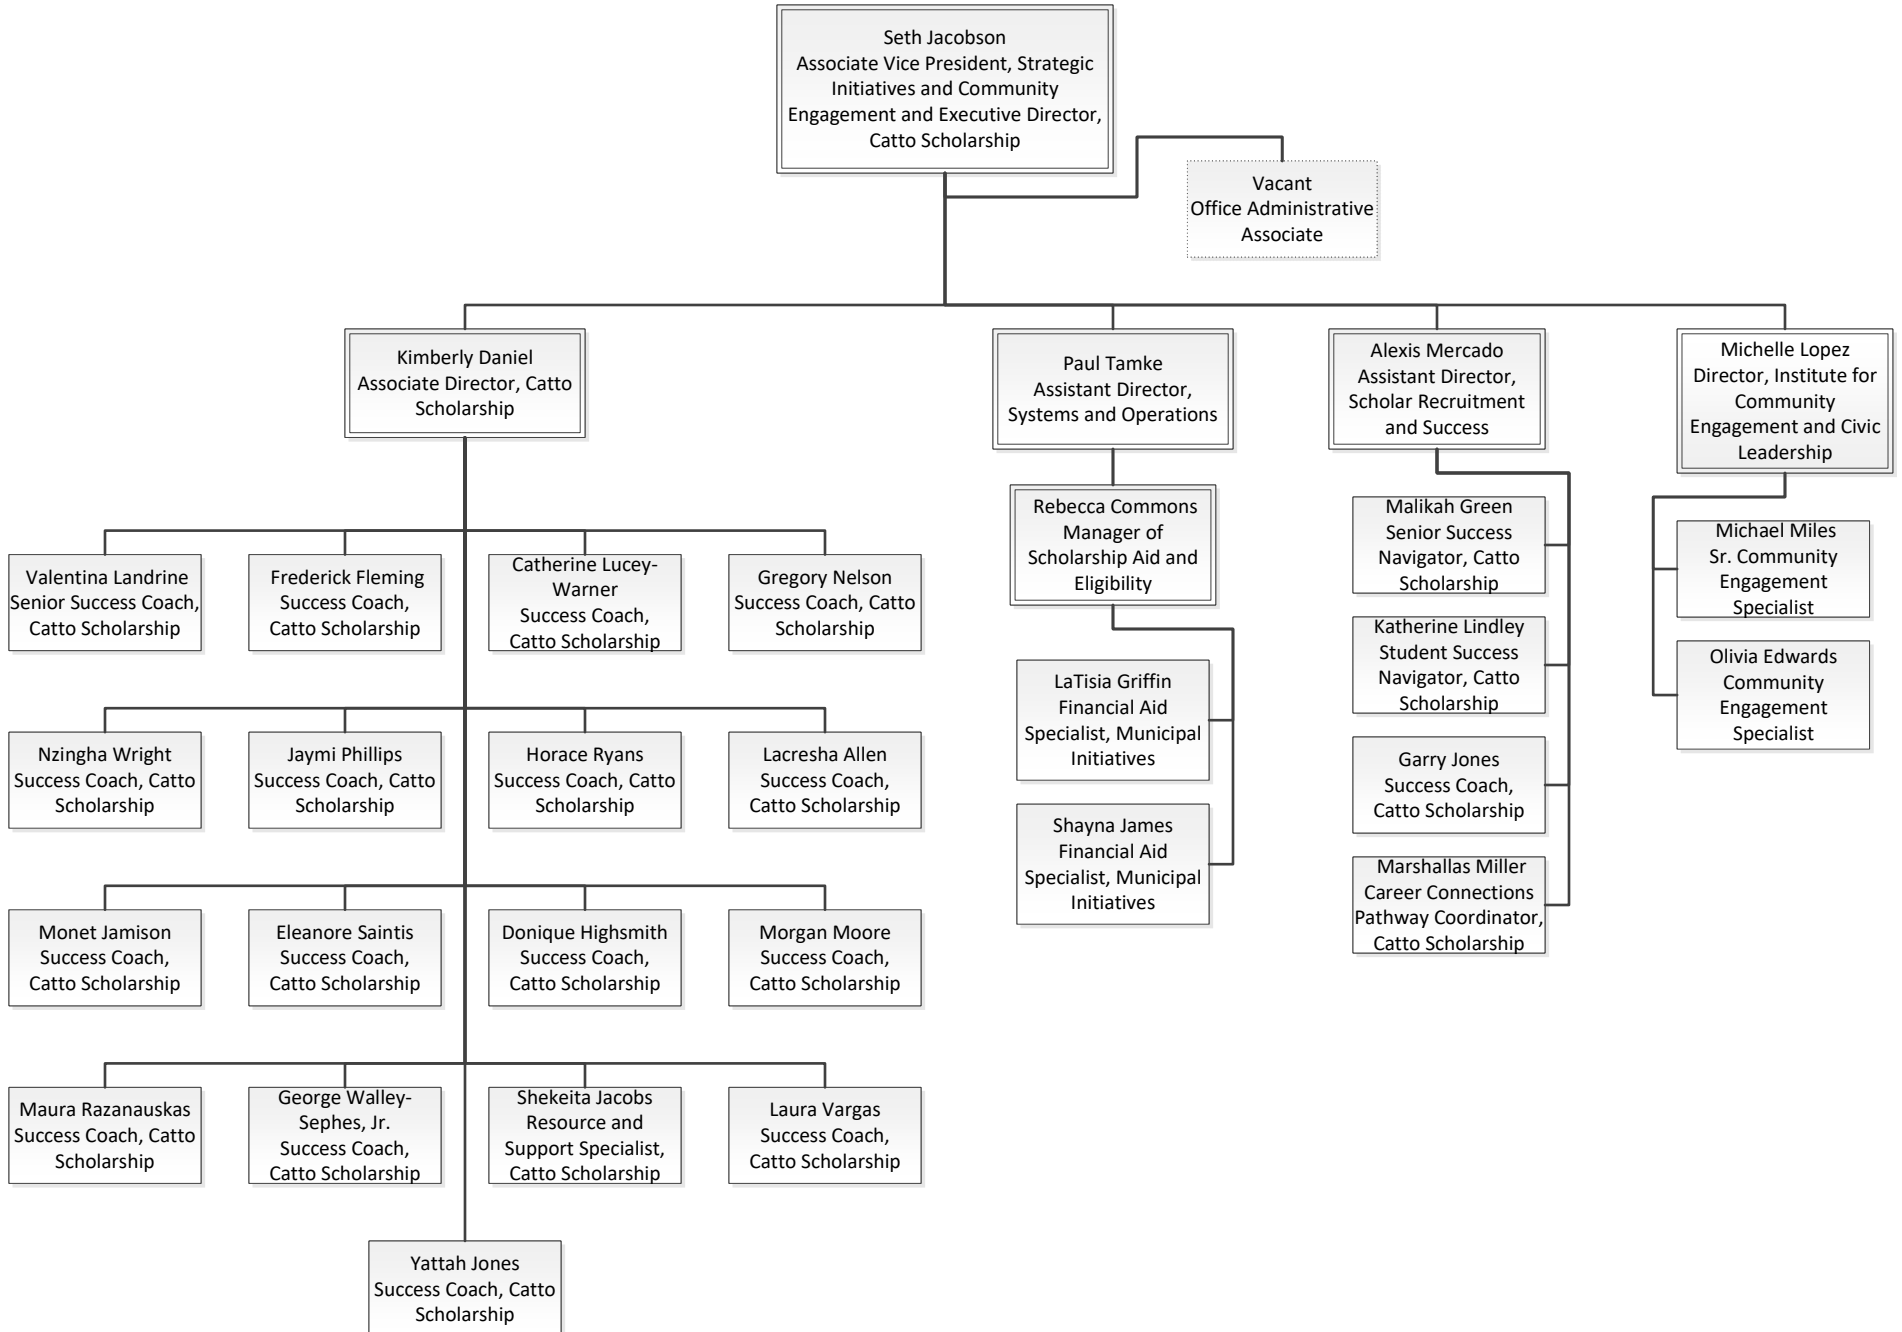 Seth Jacobson
Associate Vice President, Strategic
Initiatives and Community
Engagement and Executive Director,
Catto Scholarship
Vacant
Office Administrative
Associate
Kimberly Daniel
Associate Director, Catto
Scholarship
Paul Tamke
Assistant Director,
Systems and Operations
Alexis Mercado
Assistant Director,
Scholar Recruitment
and Success
Michelle Lopez
Director, Institute for
Community
Engagement and Civic
Leadership
Rebecca Commons
Manager of
Scholarship Aid and
Eligibility
Malikah Green
Senior Success
Navigator, Catto
Scholarship
Michael Miles
Sr. Community
Engagement
Specialist
Valentina Landrine
Senior Success Coach,
Catto Scholarship
Frederick Fleming
Success Coach,
Catto Scholarship
Catherine Lucey-
Warner
Success Coach,
Catto Scholarship
Gregory Nelson
Success Coach, Catto
Scholarship
Katherine Lindley
Student Success
Navigator, Catto
Scholarship
Olivia Edwards
Community
Engagement
Specialist
LaTisia Griffin
Financial Aid
Specialist, Municipal
Initiatives
Nzingha Wright
Success Coach, Catto
Scholarship
Jaymi Phillips
Success Coach, Catto
Scholarship
Horace Ryans
Success Coach, Catto
Scholarship
Lacresha Allen
Success Coach,
Catto Scholarship
Garry Jones
Success Coach,
Catto Scholarship
Shayna James
Financial Aid
Specialist, Municipal
Initiatives
Marshallas Miller
Career Connections
Pathway Coordinator,
Catto Scholarship
Monet Jamison
Success Coach,
Catto Scholarship
Eleanore Saintis
Success Coach,
Catto Scholarship
Donique Highsmith
Success Coach,
Catto Scholarship
Morgan Moore
Success Coach,
Catto Scholarship
Maura Razanauskas
Success Coach, Catto
Scholarship
George Walley-
Sephes, Jr.
Success Coach,
Catto Scholarship
Shekeita Jacobs
Resource and
Support Specialist,
Catto Scholarship
Laura Vargas
Success Coach,
Catto Scholarship
Yattah Jones
Success Coach, Catto
Scholarship